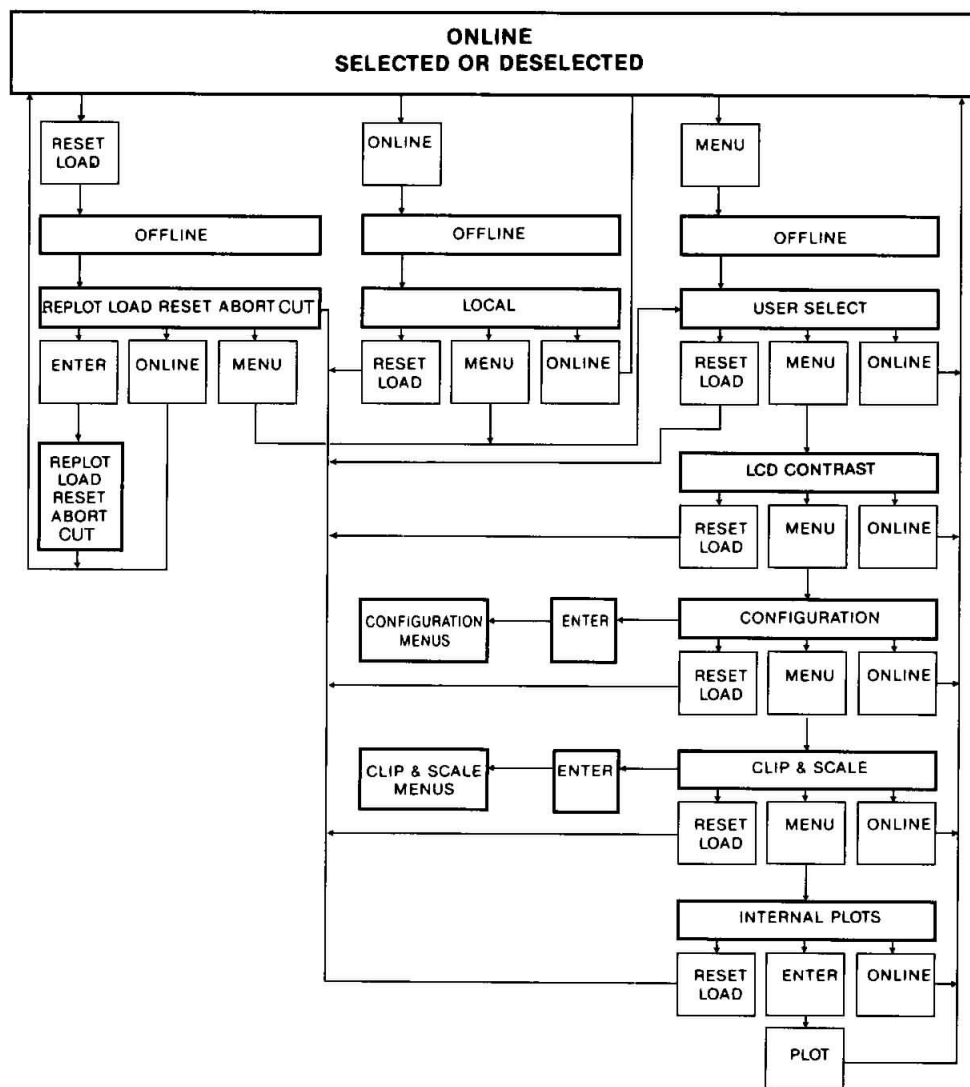 ONLINE
SELECTED OR DESELECTED
RESET
LOAD
ONLINE
MENU
OFFLINE
OFFLINE
OFFLINE
REPLOT LOAD RESET ABORT CUT
LOCAL
USER SELECT
ENTER
ONLINE
MENU
RESET
LOAD
MENU
ONLINE
RESET
LOAD
MENU
ONLINE
REPLOT
LOAD
RESET
ABORT
CUT
LCD CONTRAST
RESET
LOAD
MENU
ONLINE
CONFIGURATION
MENUS
ENTER
CONFIGURATION
RESET
LOAD
MENU
ONLINE
CLIP & SCALE
MENUS
ENTER
CLIP & SCALE
RESET
LOAD
MENU
ONLINE
INTERNAL PLOTS
RESET
LOAD
ENTER
ONLINE
PLOT